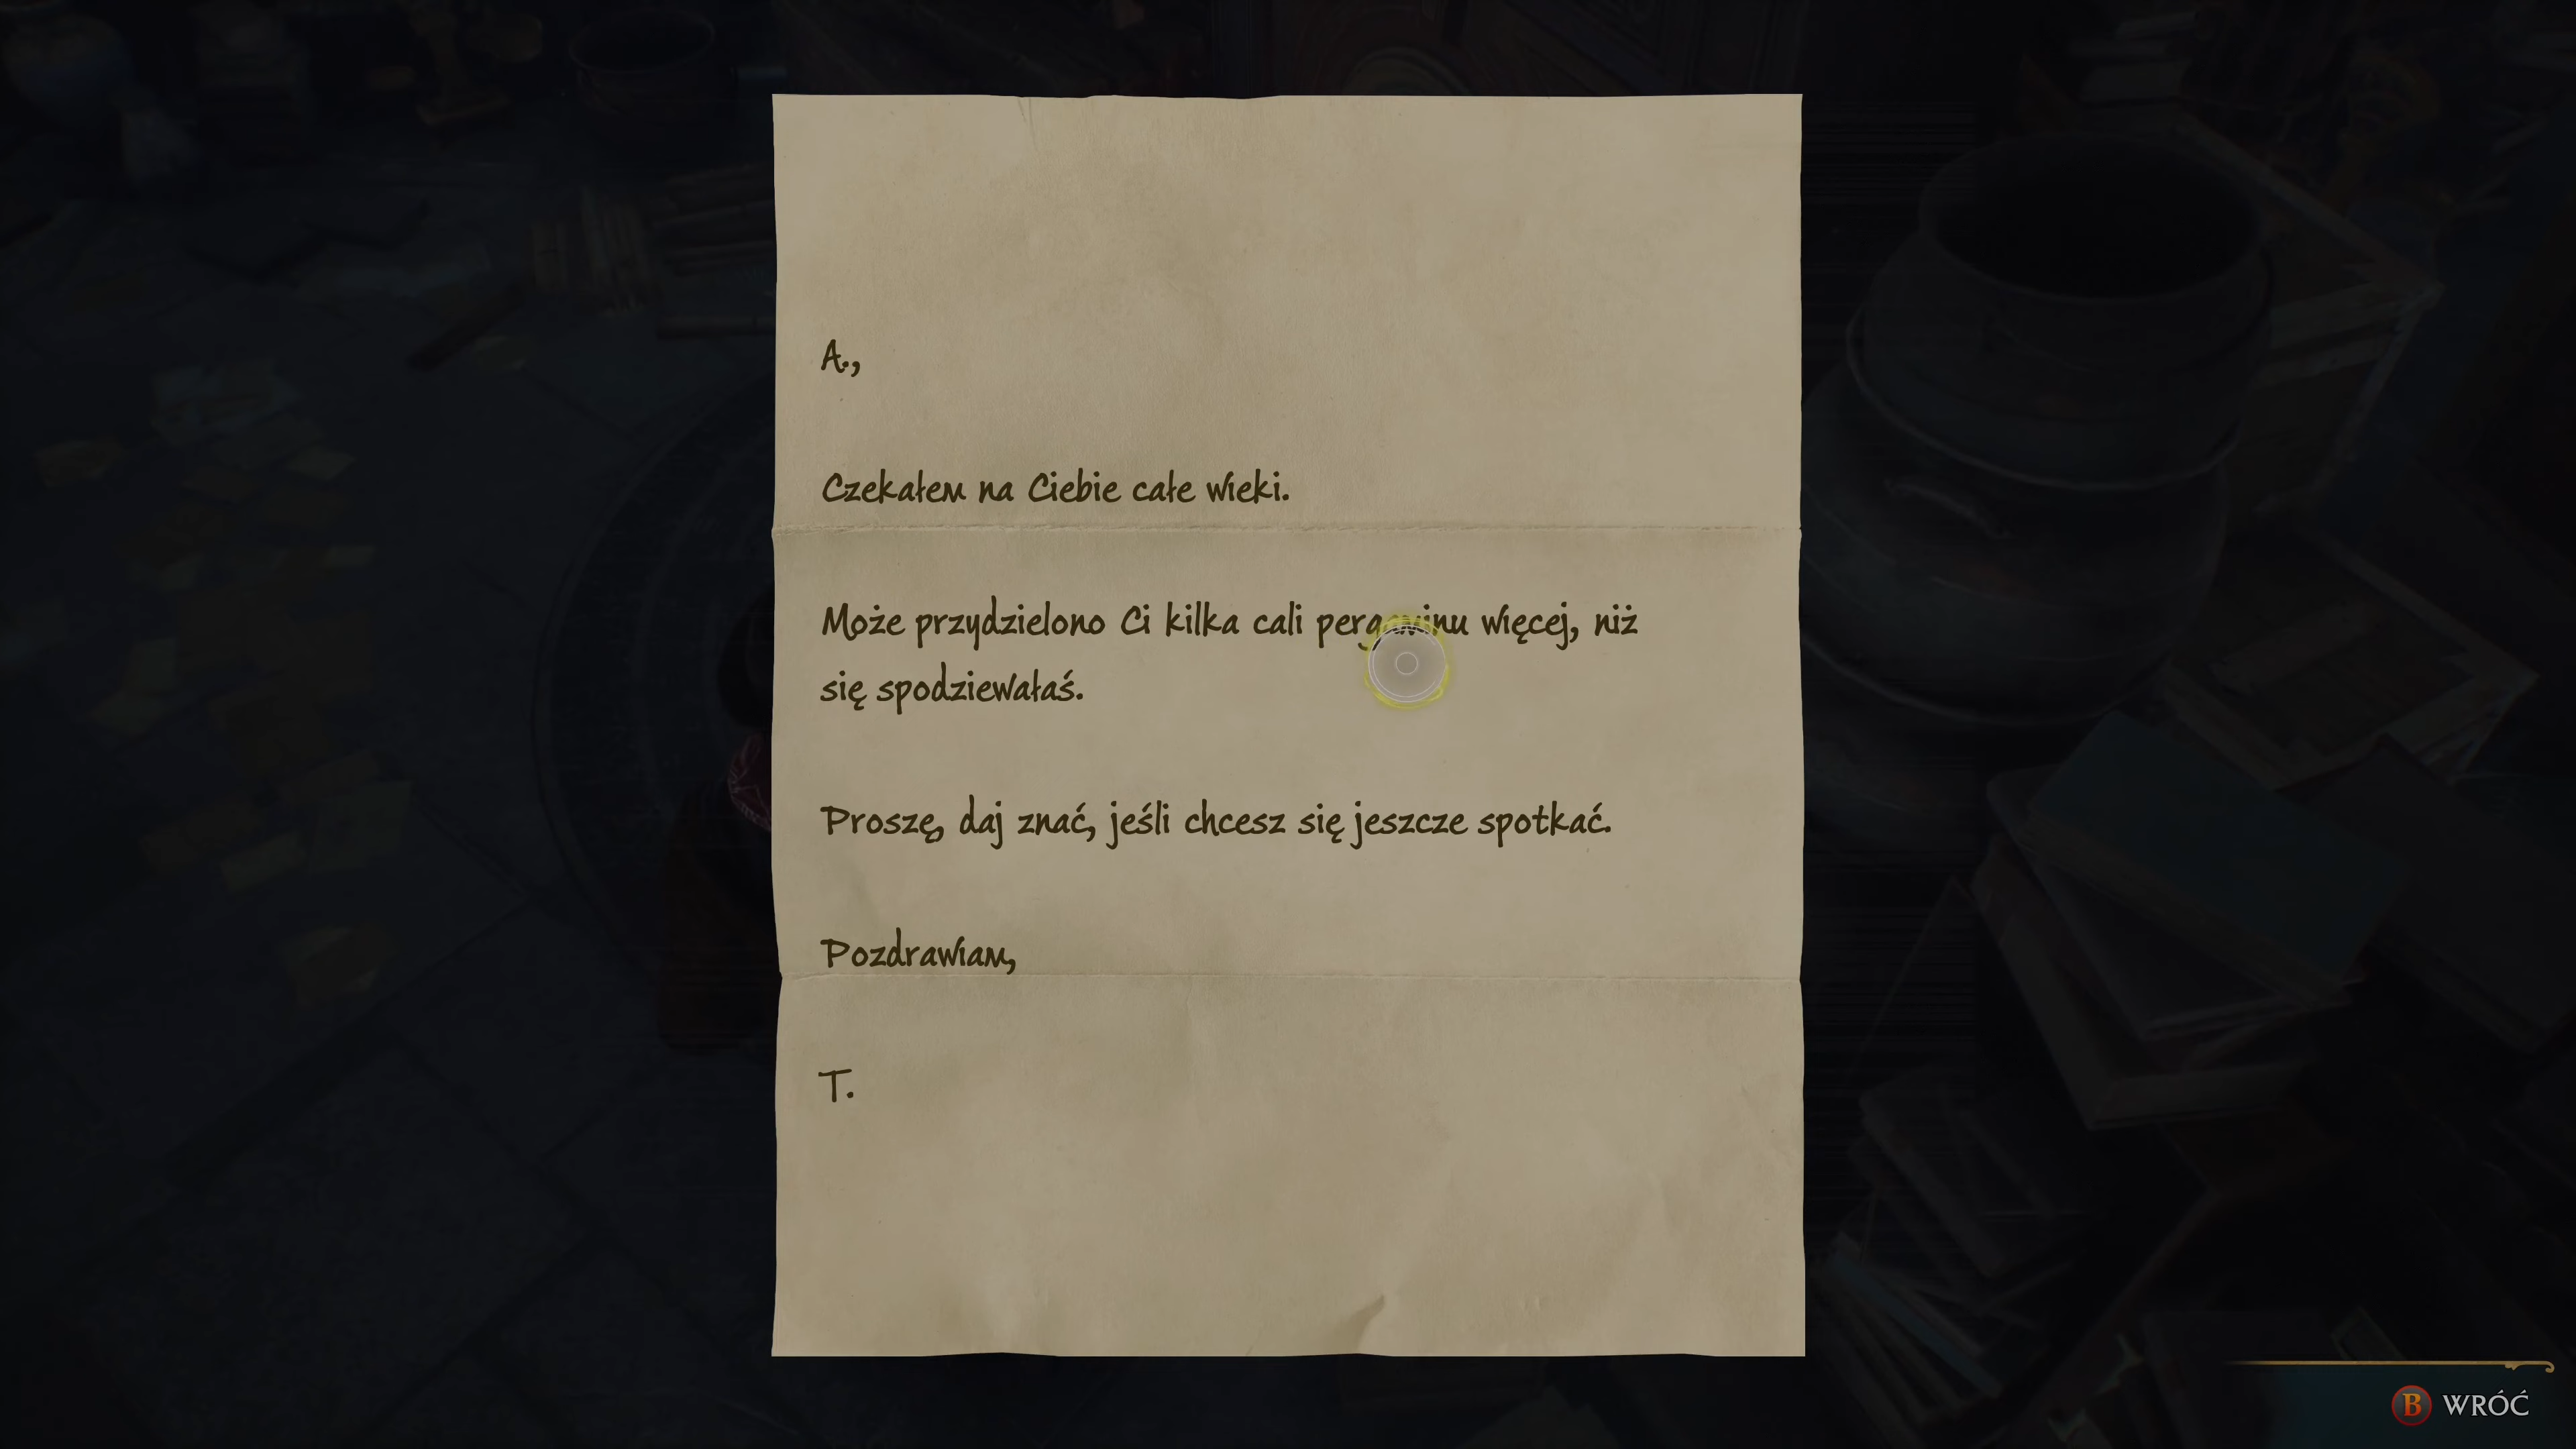 A.,
Czekałem na Ciebie całe wieki.
Może przydzielono Ci kilka cali pergaminu więcej, niż
się spodziewałaś.
Proszę, daj znać, jeśli chcesz się jeszcze spotkać.
Pozdrawiam,
T.
B WRÓĆ